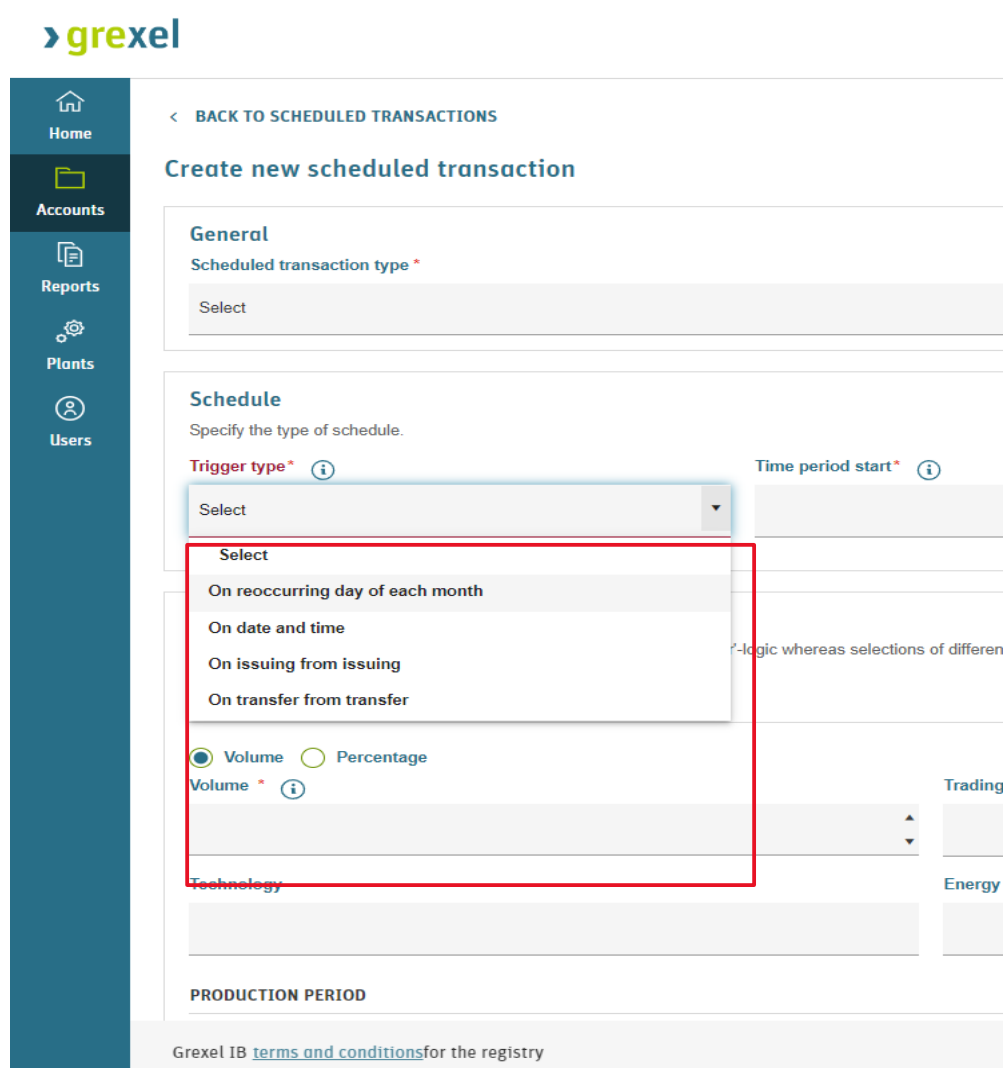 grexel
Home
Accounts
Reports
Plants
Users
< BACK TO SCHEDULED TRANSACTIONS
Create new scheduled transaction
General
Scheduled transaction type *
Select
Schedule
Specify the type of schedule.
Trigger type *
Time period start *
Select
Select
On reoccurring day of each month
On date and time
On issuing from issuing
On transfer from transfer
r'-logic whereas selections of differen
Volume Percentage
Volume *
Trading
Technology
Energy
PRODUCTION PERIOD
Grexel IB terms and conditionsfor the registry